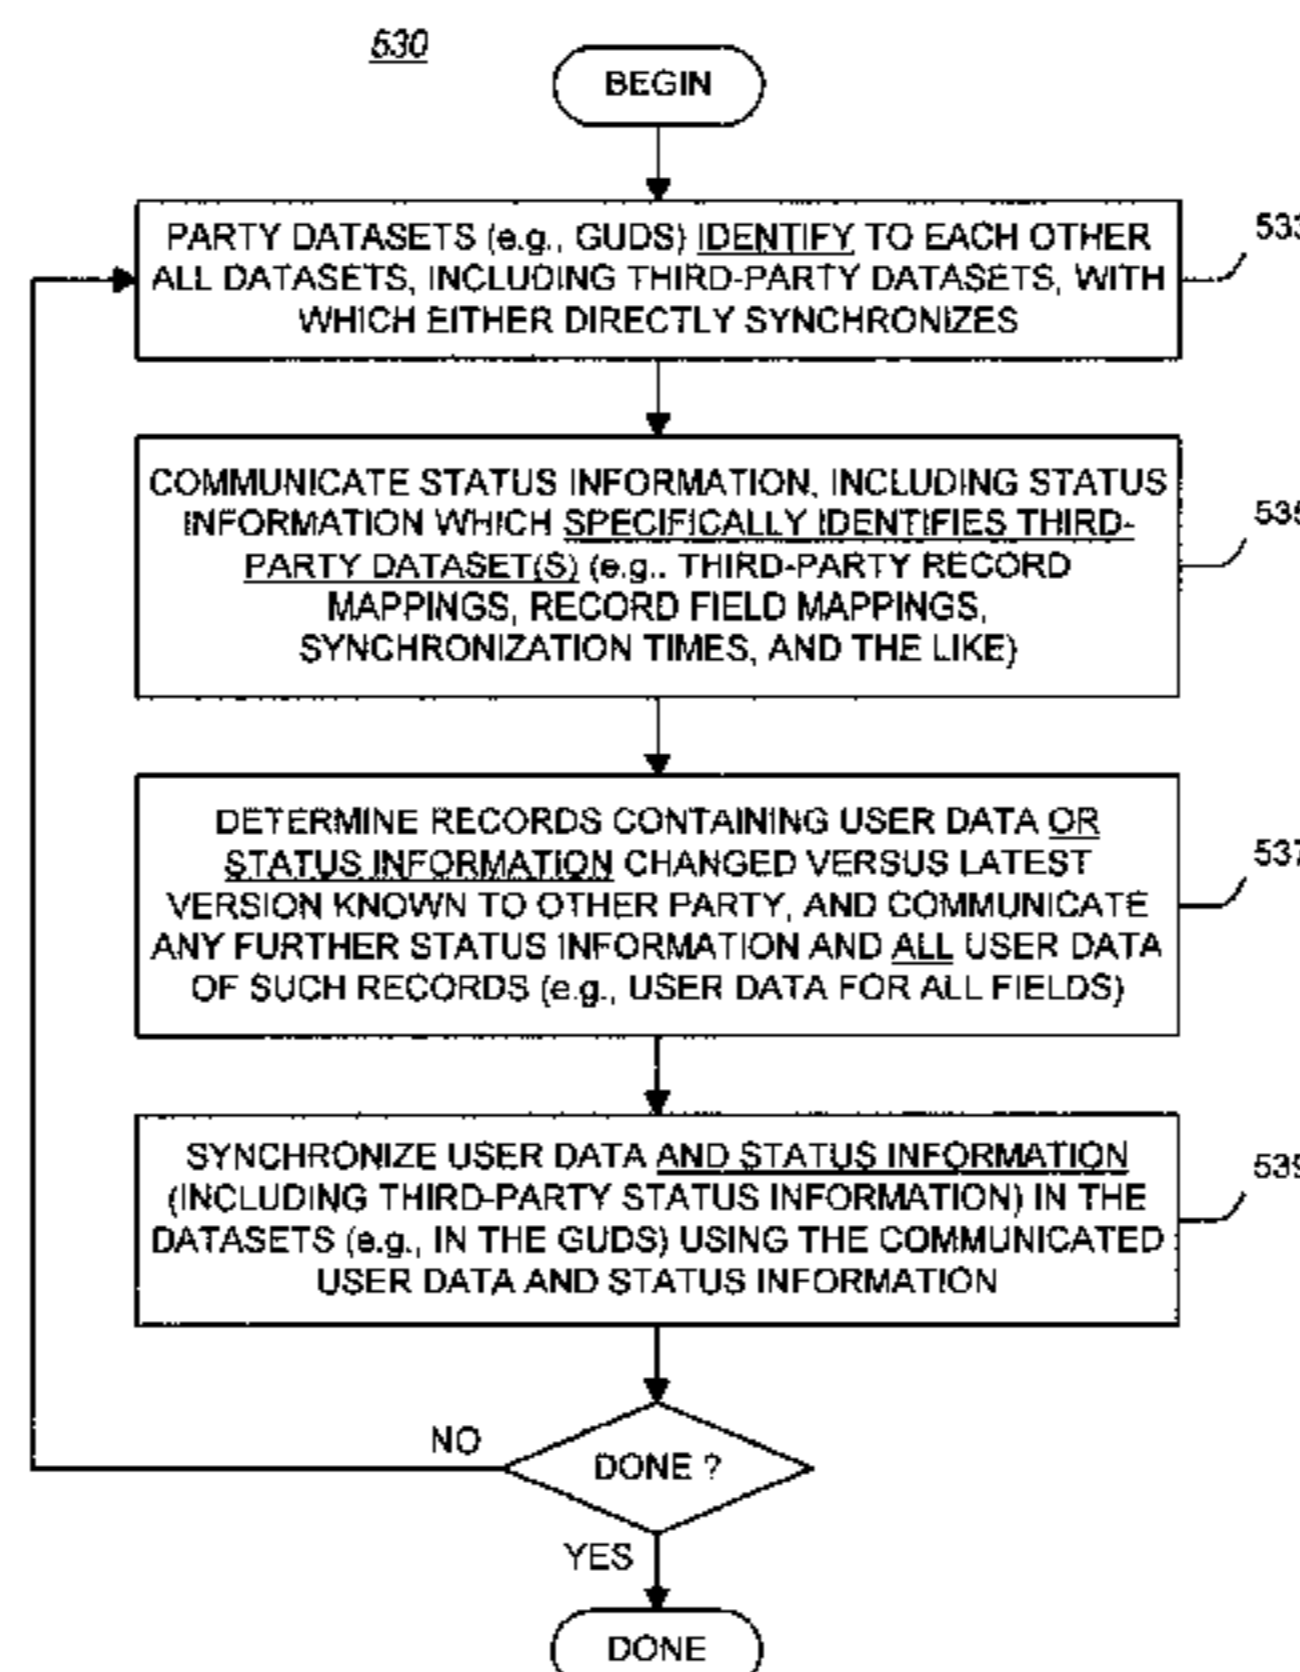 530
BEGIN
PARTY DATASETS (e.g., GUDS) IDENTIFY TO EACH OTHER
ALL DATASETS, INCLUDING THIRD-PARTY DATASETS, WITH
WHICH EITHER DIRECTLY SYNCHRONIZES
533
COMMUNICATE STATUS INFORMATION, INCLUDING STATUS
INFORMATION WHICH SPECIFICALLY IDENTIFIES THIRD-
PARTY DATASET(S) (e.g.. THIRD-PARTY RECORD
MAPPINGS, RECORD FIELD MAPPINGS,
SYNCHRONIZATION TIMES, AND THE LIKE)
535
DETERMINE RECORDS CONTAINING USER DATA OR
STATUS INFORMATION CHANGED VERSUS LATEST
VERSION KNOWN TO OTHER PARTY, AND COMMUNICATE
ANY FURTHER STATUS INFORMATION AND ALL USER DATA
OF SUCH RECORDS (e.g., USER DATA FOR ALL FIELDS)
537
SYNCHRONIZE USER DATA AND STATUS INFORMATION
(INCLUDING THIRD-PARTY STATUS INFORMATION) IN THE
DATASETS (e.g., IN THE GUDS) USING THE COMMUNICATED
USER DATA AND STATUS INFORMATION
539
NO
DONE ?
YES
DONE